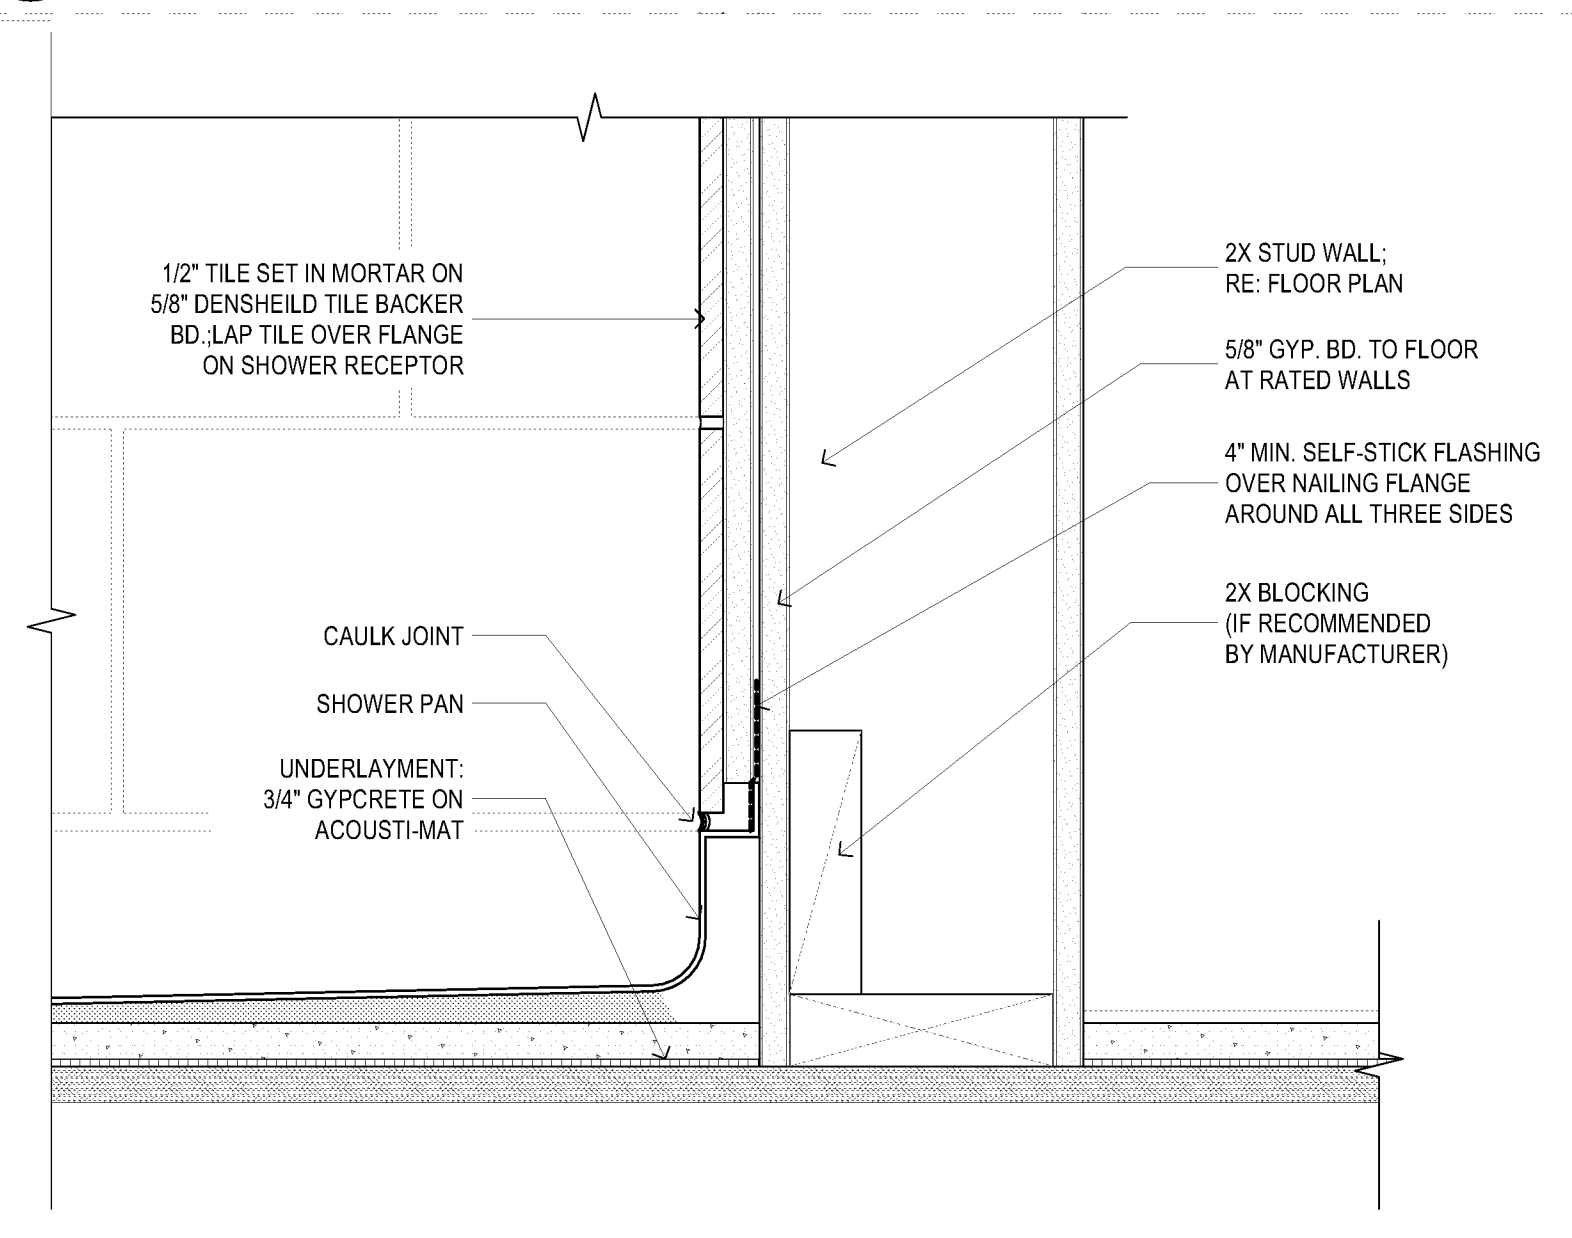 1/2" TILE SET IN MORTAR ON
5/8" DENSHEILD TILE BACKER
BD.;LAP TILE OVER FLANGE
ON SHOWER RECEPTOR
CAULK JOINT
SHOWER PAN
UNDERLAYMENT:
3/4" GYPCRETE ON
ACOUSTI-MAT
2X STUD WALL;
RE: FLOOR PLAN
5/8" GYP. BD. TO FLOOR
AT RATED WALLS
4" MIN. SELF-STICK FLASHING
OVER NAILING FLANGE
AROUND ALL THREE SIDES
2X BLOCKING
(IF RECOMMENDED
BY MANUFACTURER)